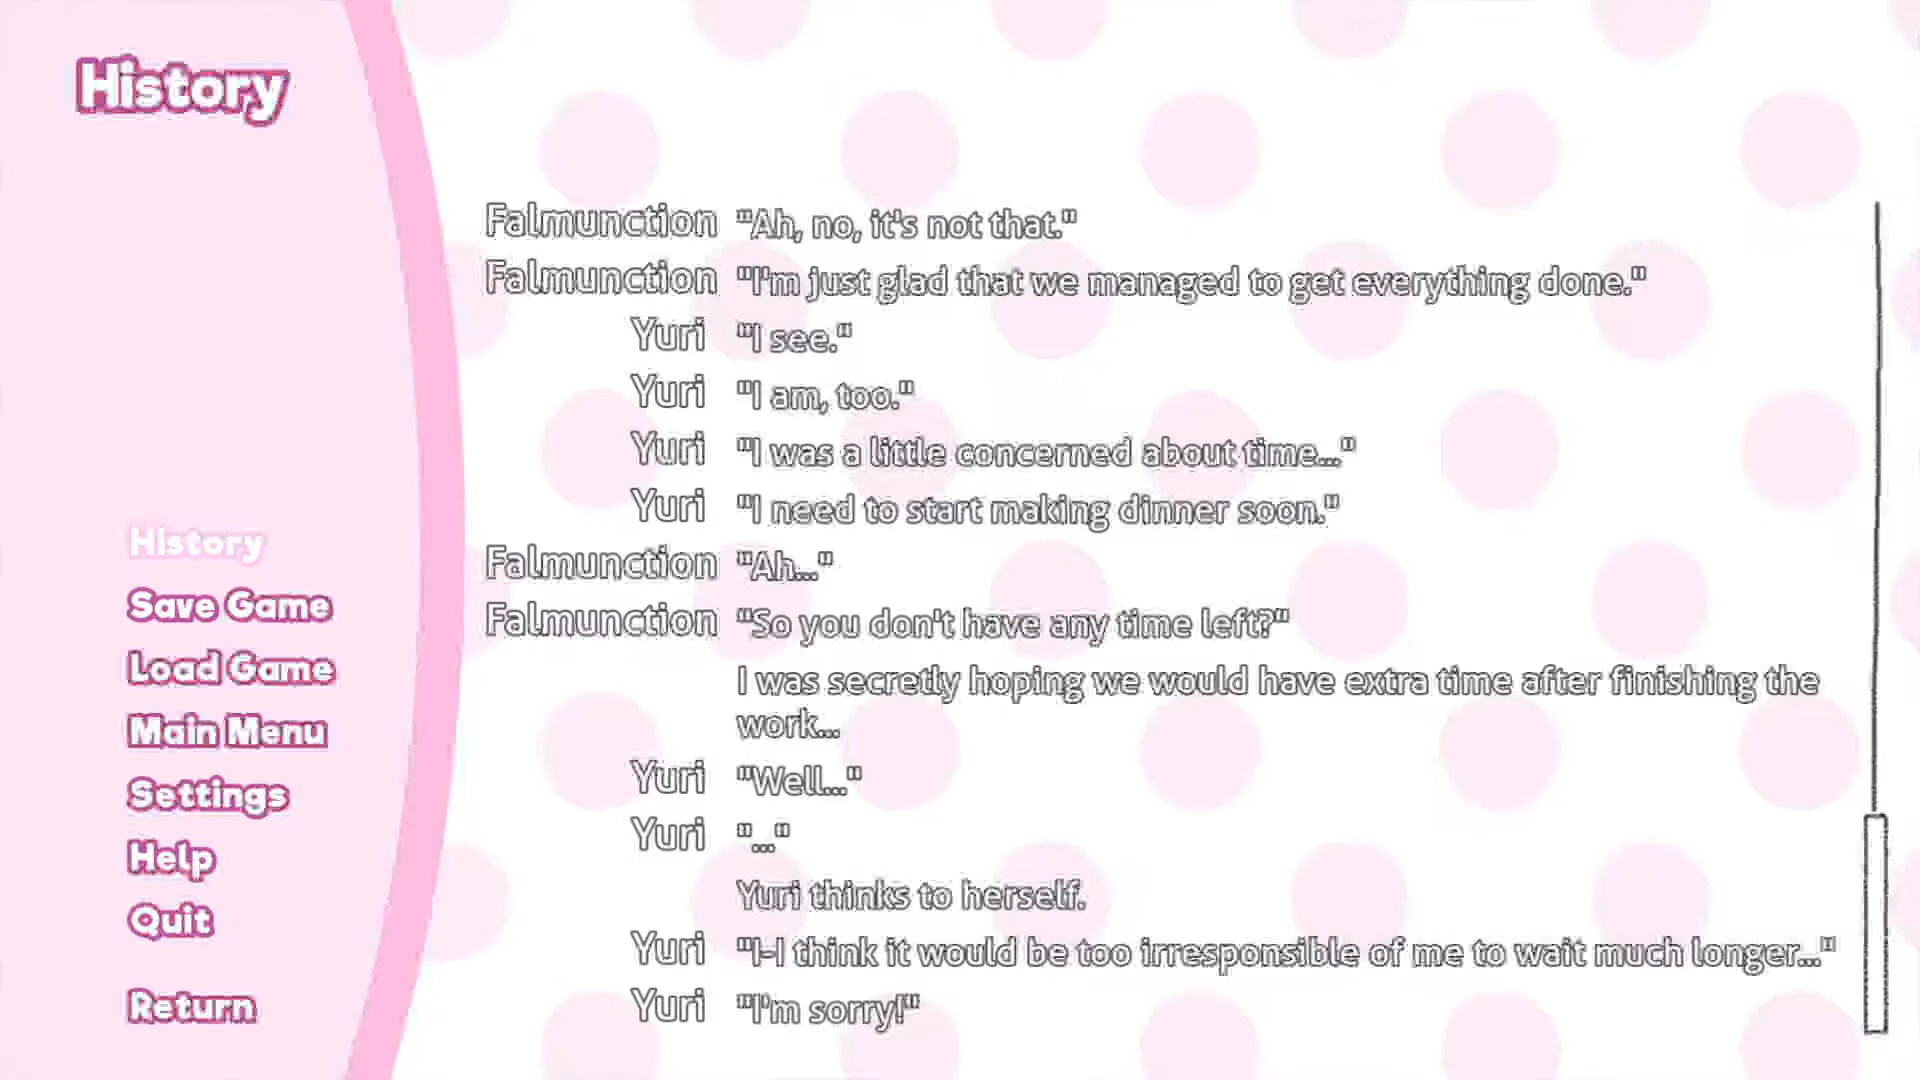 History
Falmunction "Ah, no, it's not that."
Falmunction "I'm just glad that we managed to get everything done."
Yuri "I see."
Yuri "I am, too."
Yuri "I was a little concerned about time..."
Yuri "I need to start making dinner soon."
Falmunction "Ah..."
Falmunction "So you don't have any time left?"
I was secretly hoping we would have extra time after finishing the
work...
Yuri "Well..."
Yuri "..."
Yuri thinks to herself.
Yuri "I-I think it would be too irresponsible of me to wait much longer..."
Yuri "I'm sorry!"
History
Save Game
Load Game
Main Menu
Settings
Help
Quit
Return